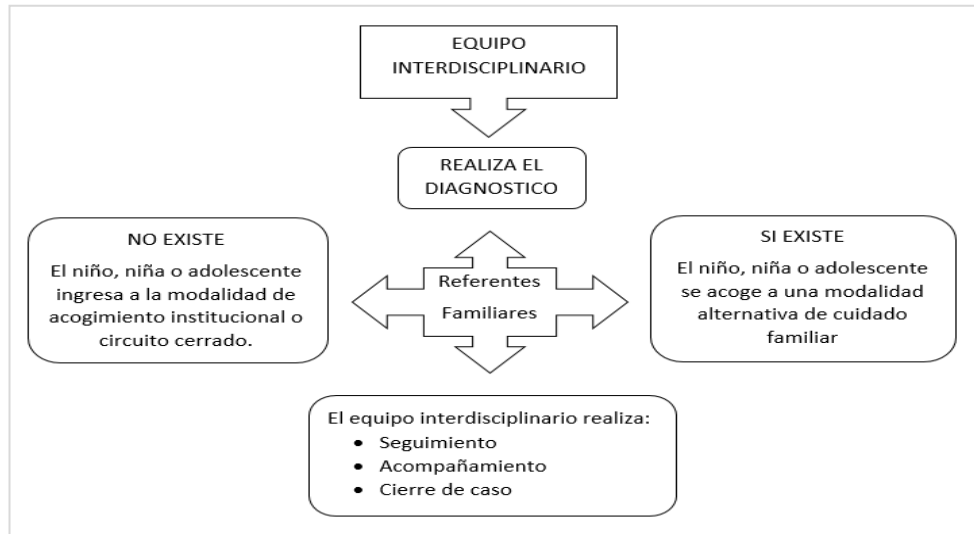 EQUIPO
INTERDISCIPLINARIO
REALIZA EL
DIAGNOSTICO
NO EXISTE
El niño, niña o adolescente
ingresa a la modalidad de
acogimiento institucional o
circuito cerrado.
Referentes
Familiares
SI EXISTE
El niño, niña o adolescente
se acoge a una modalidad
alternativa de cuidado
familiar
El equipo interdisciplinario realiza:
• Seguimiento
• Acompañamiento
• Cierre de caso